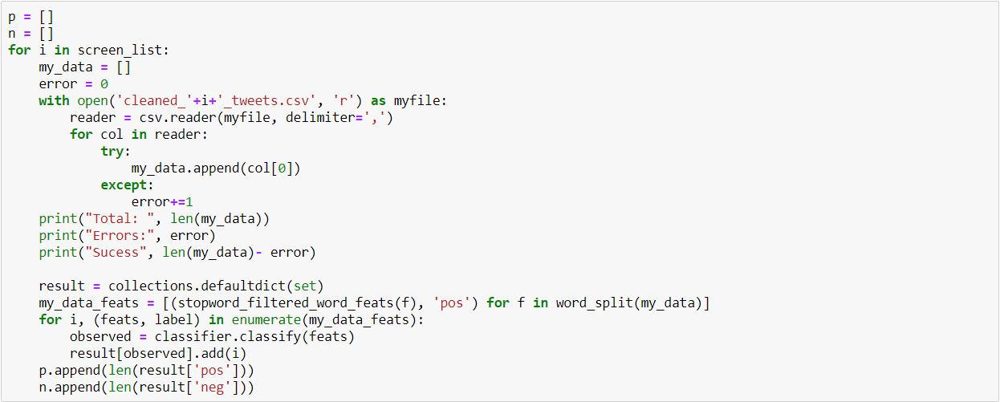 p = []
n = []
for i in screen_list:
    my_data = []
    error = 0
    with open('cleaned_'+i+'_tweets.csv', 'r') as myfile:
        reader = csv.reader(myfile, delimiter=',')
        for col in reader:
            try:
                my_data.append(col[0])
            except:
                error+=1
    print("Total: ", len(my_data))
    print("Errors:", error)
    print("Sucess", len(my_data)- error)

    result = collections.defaultdict(set)
    my_data_feats = [(stopword_filtered_word_feats(f), 'pos') for f in word_split(my_data)]
    for i, (feats, label) in enumerate(my_data_feats):
        observed = classifier.classify(feats)
        result[observed].add(i)
    p.append(len(result['pos']))
    n.append(len(result['neg']))